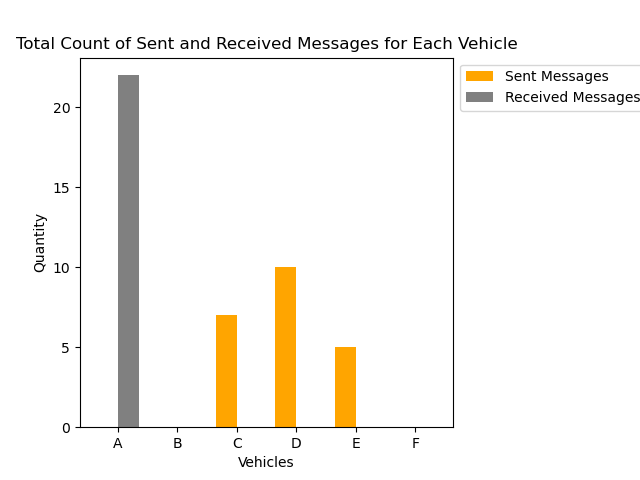 Total Count of Sent and Received Messages for Each Vehicle
Sent Messages
Received Messages
Quantity
20
15
10
5
0
A B C D E F
Vehicles